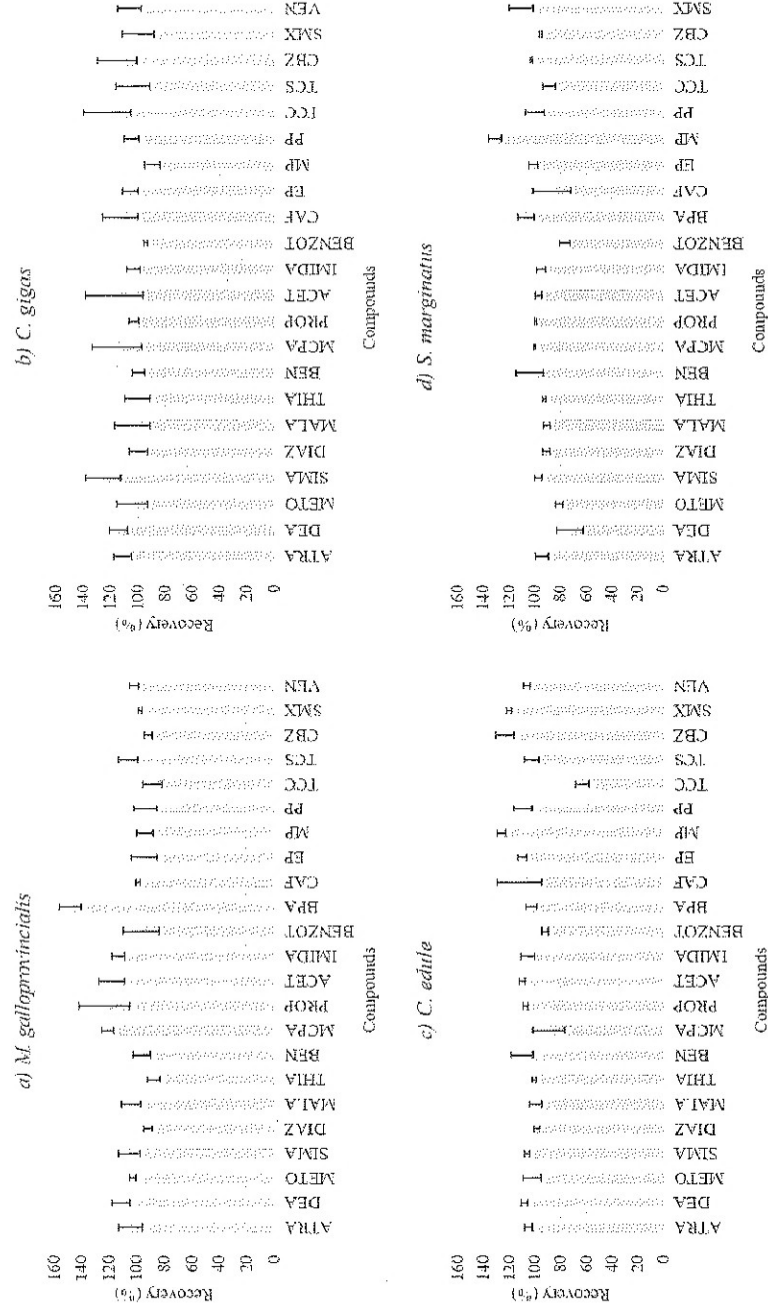 a) M. galloprovincialis
Recovery (%)
160
140
120
100
80
60
40
20
0
ATRA
DEA
METO
SIMA
DIAZ
MALA
THIA
BEN
MCPA
PROP
ACET
IMIDA
BENZOT
BPA
CAF
EP
MP
PP
TCC
TCS
CBZ
SMX
VEN
Compounds
b) C. gigas
Recovery (%)
160
140
120
100
80
60
40
20
0
ATRA
DEA
METO
SIMA
DIAZ
MALA
THIA
BEN
MCPA
PROP
ACET
IMIDA
BENZOT
CAF
EP
MP
PP
TCC
TCS
CBZ
SMX
VEN
Compounds
c) C. edule
Recovery (%)
160
140
120
100
80
60
40
20
0
ATRA
DEA
METO
SIMA
DIAZ
MALA
THIA
BEN
MCPA
PROP
ACET
IMIDA
BENZOT
BPA
CAF
EP
MP
PP
TCC
TCS
CBZ
SMX
VEN
Compounds
d) S. marginatus
Recovery (%)
160
140
120
100
80
60
40
20
0
ATRA
DEA
METO
SIMA
DIAZ
MALA
THIA
BEN
MCPA
PROP
ACET
IMIDA
BENZOT
BPA
CAF
EP
MP
PP
TCC
TCS
CBZ
SMX
Compounds